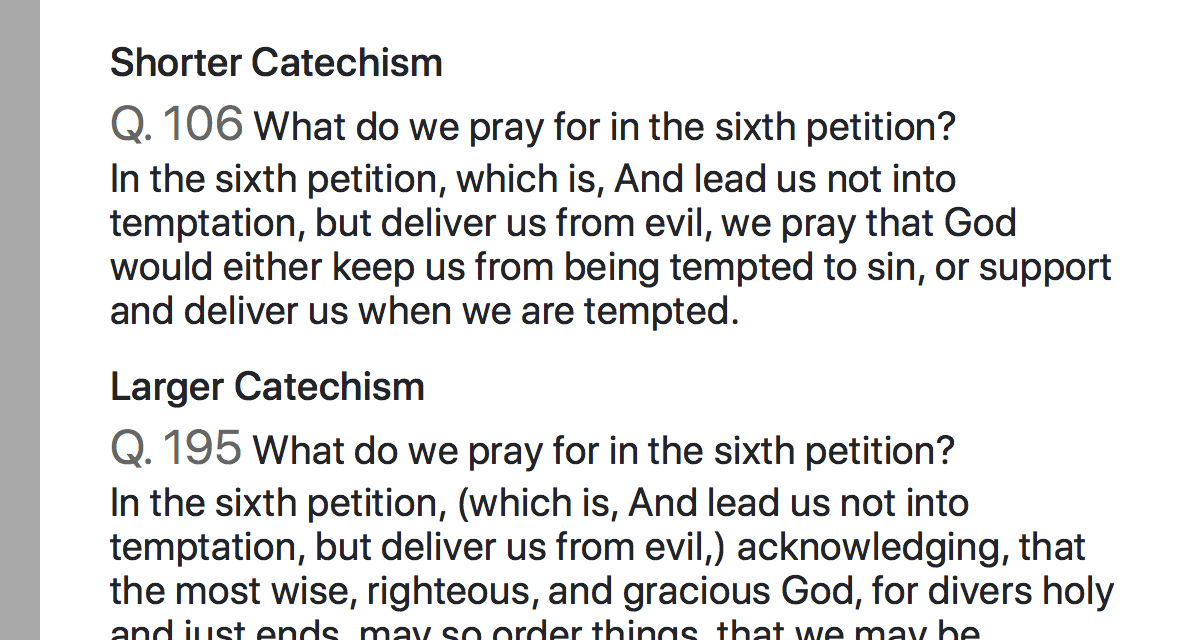 Shorter Catechism
Q. 106 What do we pray for in the sixth petition?
In the sixth petition, which is, And lead us not into
temptation, but deliver us from evil, we pray that God
would either keep us from being tempted to sin, or support
and deliver us when we are tempted.
Larger Catechism
Q. 195 What do we pray for in the sixth petition?
In the sixth petition, (which is, And lead us not into
temptation, but deliver us from evil,) acknowledging, that
the most wise, righteous, and gracious God, for divers holy
and just ends, may so order things, that we may be